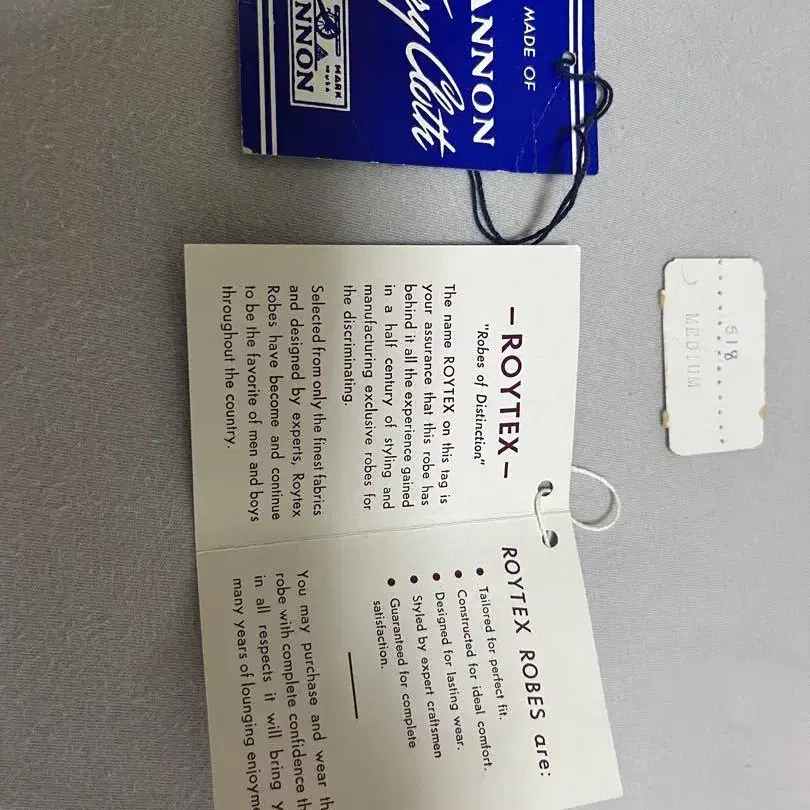 MADE OF
ANNON
Cloth
MARK
NNON
—ROYTEX—
"Robes of Distinction"
The name ROYTEX on this tag is
your assurance that this robe has
behind it all the experience gained
in a half century of styling and
manufacturing exclusive robes for
the discriminating.
Selected from only the finest fabrics
and designed by experts, Roytex
Robes have become and continue
to be the favorite of men and boys
throughout the country.
ROYTEX ROBES are:
• Tailored for perfect fit.
• Constructed for ideal comfort.
• Designed for lasting wear.
• Styled by expert craftsmen
• Guaranteed for complete
satisfaction.
You may purchase and wear th
robe with complete confidence th
in all respects it will bring y
many years of lounging enjoym
518
MEDIUM